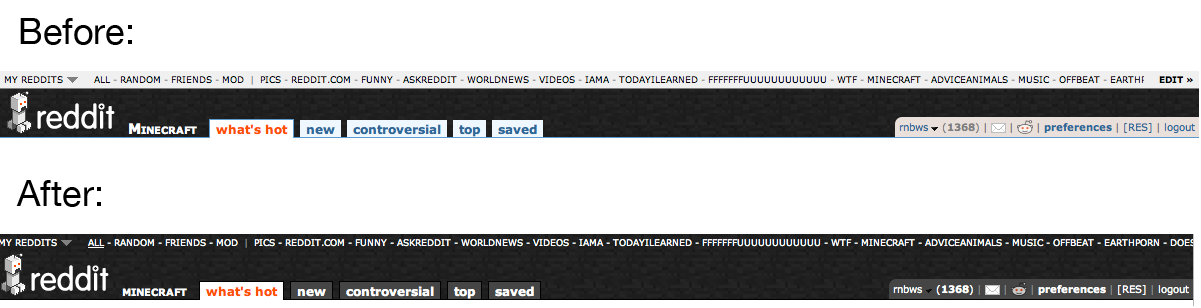 Before:
MY REDDITS ALL - RANDOM - FRIENDS - MOD | PICS - REDDIT.COM - FUNNY - ASKREDDIT - WORLDNEWS - VIDEOS - IAMA - TODAYILEARNED - FFFFFFFUUUUUUUUUUUU - WTF - MINECRAFT - ADVICEANIMALS - MUSIC - OFFBEAT - EARTHP EDIT »
reddit MINECRAFT what's hot new controversial top saved rnbws (1368) | | | preferences | [RES] | logout
After:
MY REDDITS ALL - RANDOM - FRIENDS - MOD | PICS - REDDIT.COM - FUNNY - ASKREDDIT - WORLDNEWS - VIDEOS - IAMA - TODAYILEARNED - FFFFFFFUUUUUUUUUUUU - WTF - MINECRAFT - ADVICEANIMALS - MUSIC - OFFBEAT - EARTHPORN - DOES
reddit MINECRAFT what's hot new controversial top saved rnbws (1368) | | | preferences | [RES] | logout